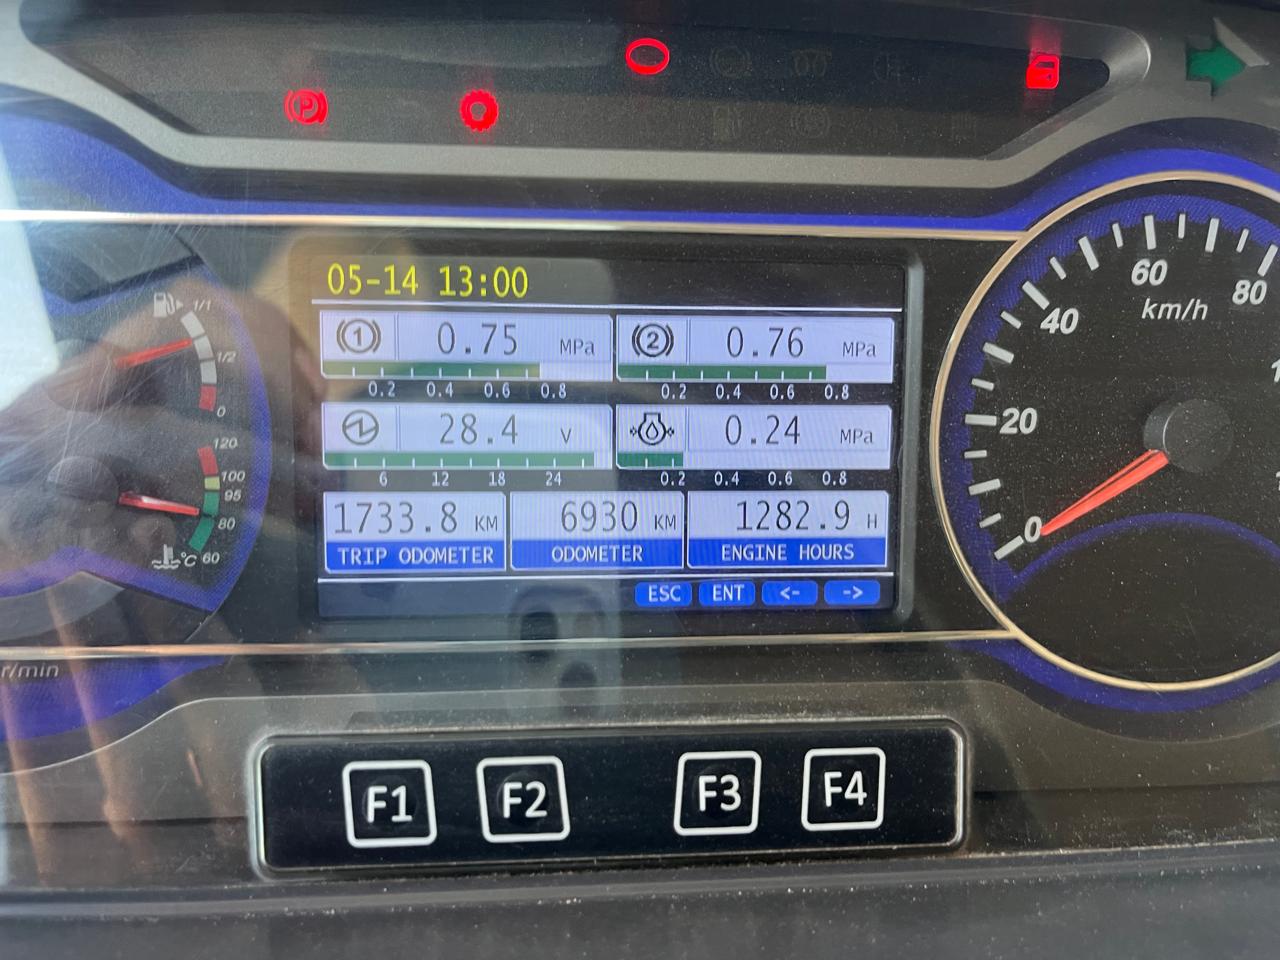 P
05-14 13:00
1 0.75 MPa
2 0.76 MPa
0.2 0.4 0.6 0.8
0.2 0.4 0.6 0.8
28.4 V
0.24 MPa
6 12 18 24
0.2 0.4 0.6 0.8
1733.8 KM
6930 KM
1282.9 H
TRIP ODOMETER
ODOMETER
ENGINE HOURS
ESC ENT <- ->
1/1
1/2
0
120
100
95
80
60
°C
r/min
0
20
40
60
80
km/h
F1 F2 F3 F4